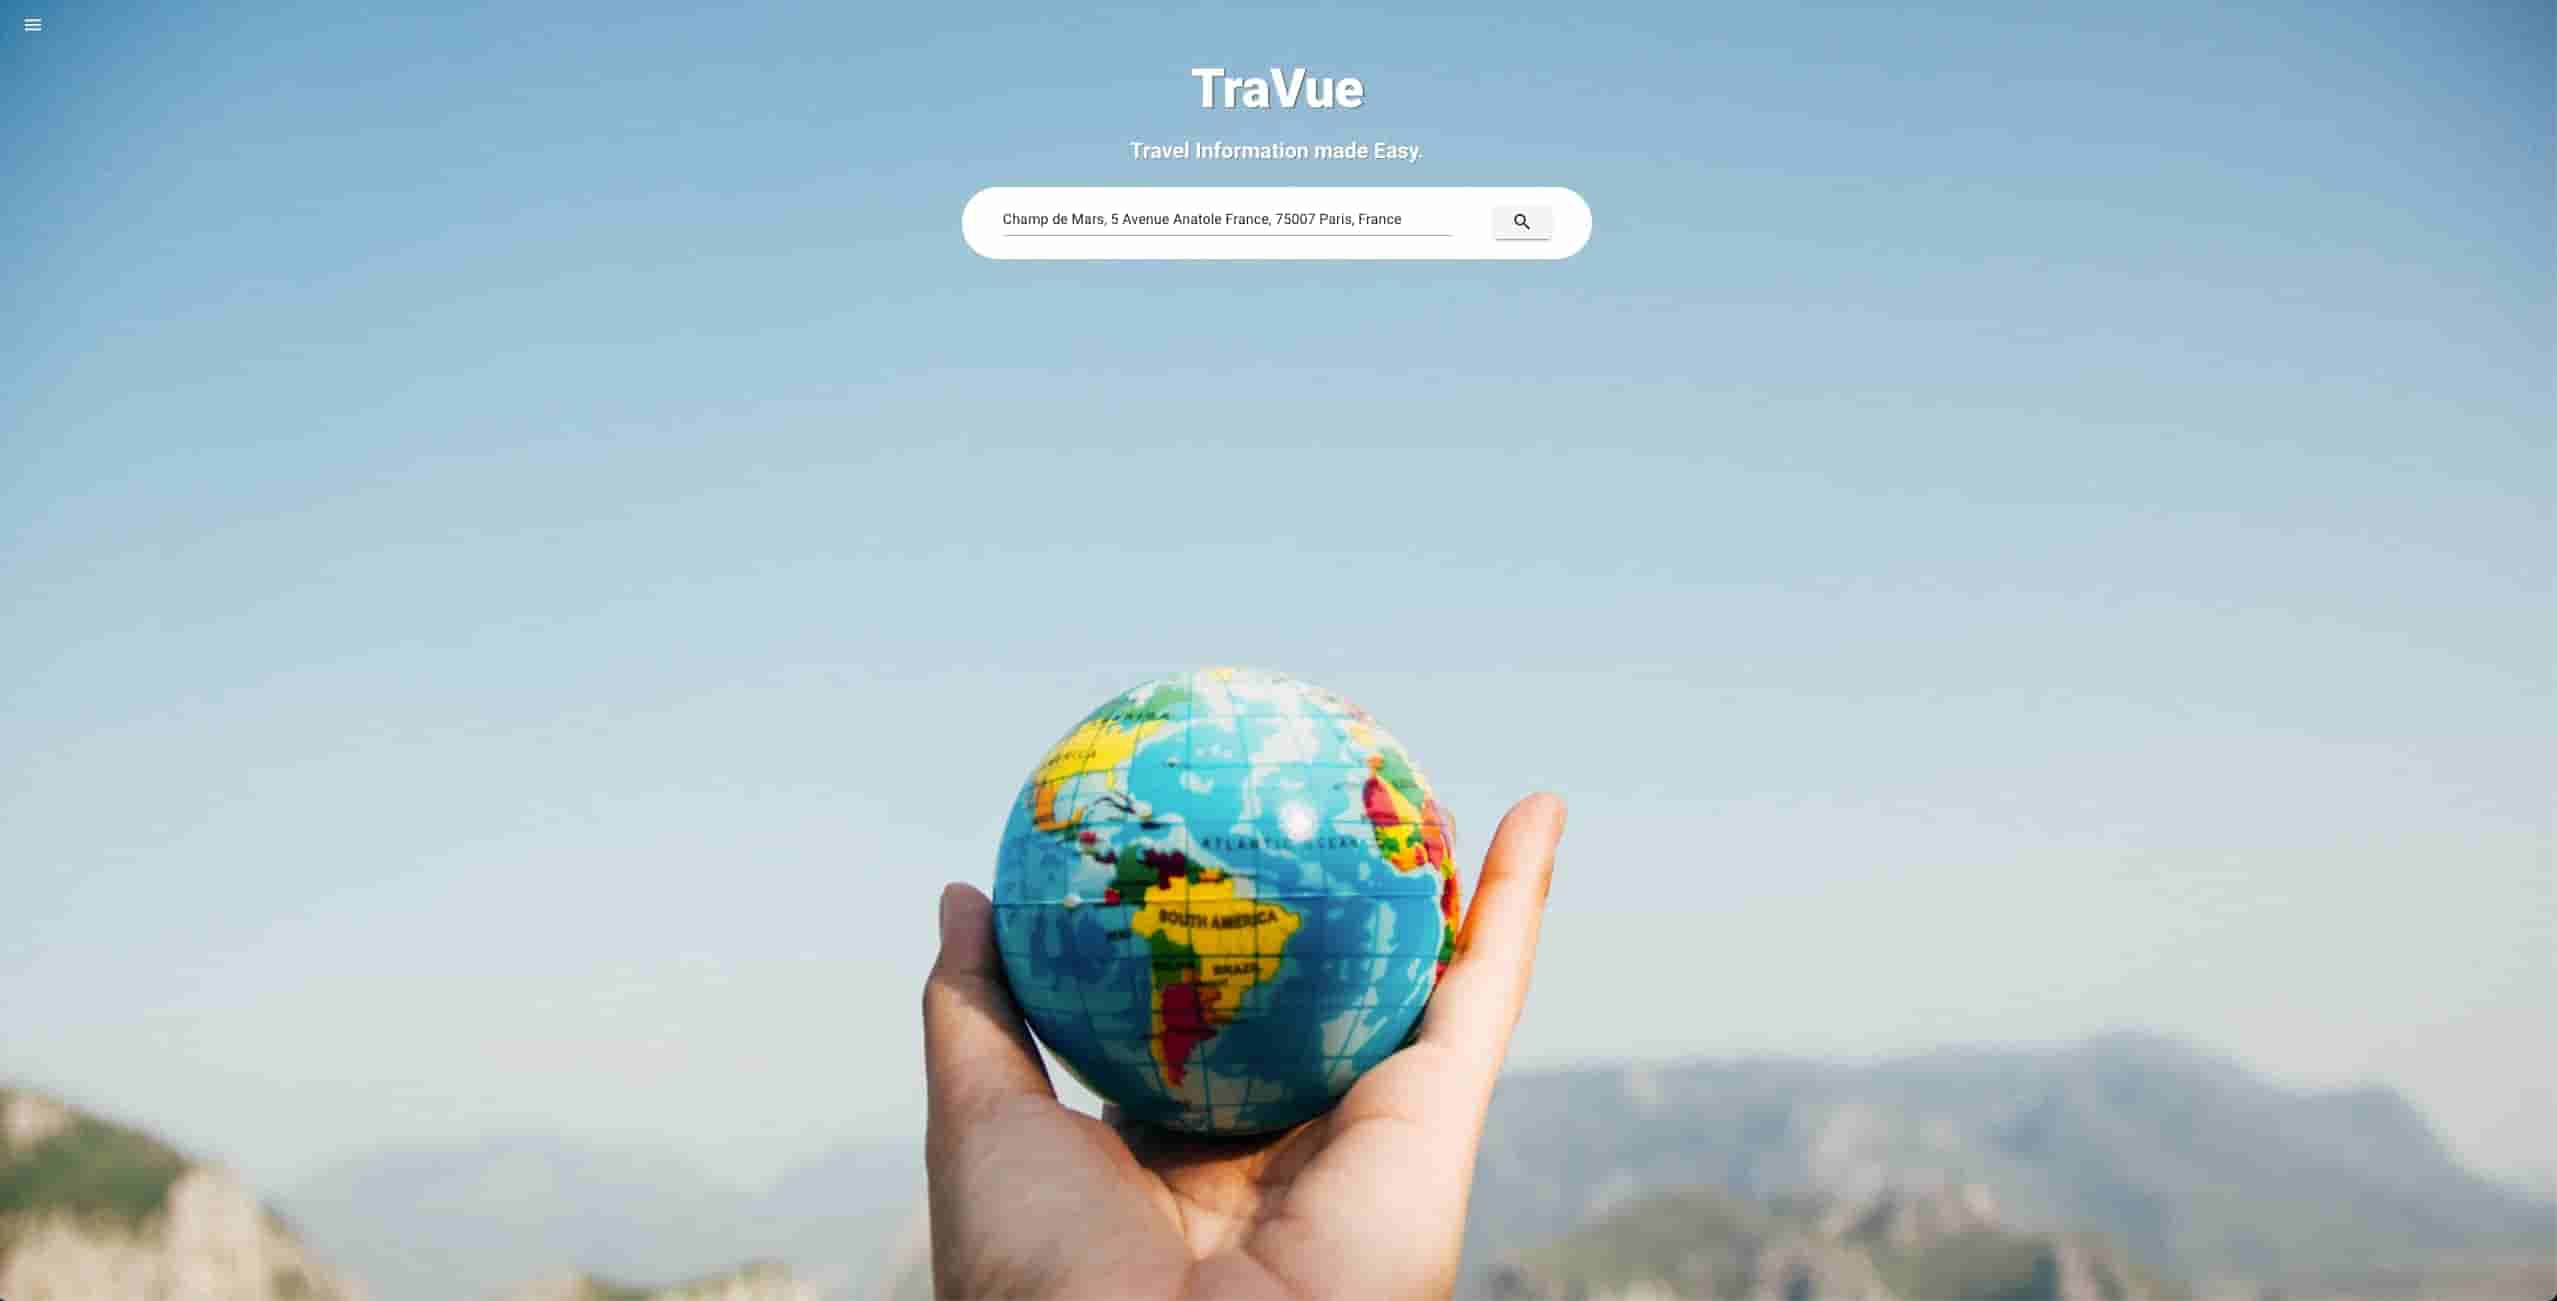 TraVue
Travel Information made Easy.
Champ de Mars, 5 Avenue Anatole France, 75007 Paris, France
ATLANTIC OCEAN
SOUTH AMERICA
BRAZIL